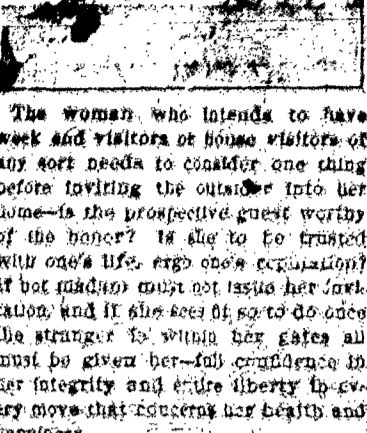 The woman who intends to have
week end visitors or house visitors of
any sort needs to consider one thing
before inviting the outsider into her
home—is the prospective guest worthy
of the honor? Is she to be trusted
with one's life, ergo one's reputation?
If not madam must not issue her invi-
tation, and if she sees fit so to do once
the stranger is within her gates all
must be given her—full confidence in
her integrity and entire liberty in ev-
ery move that concerns her health and
happiness.